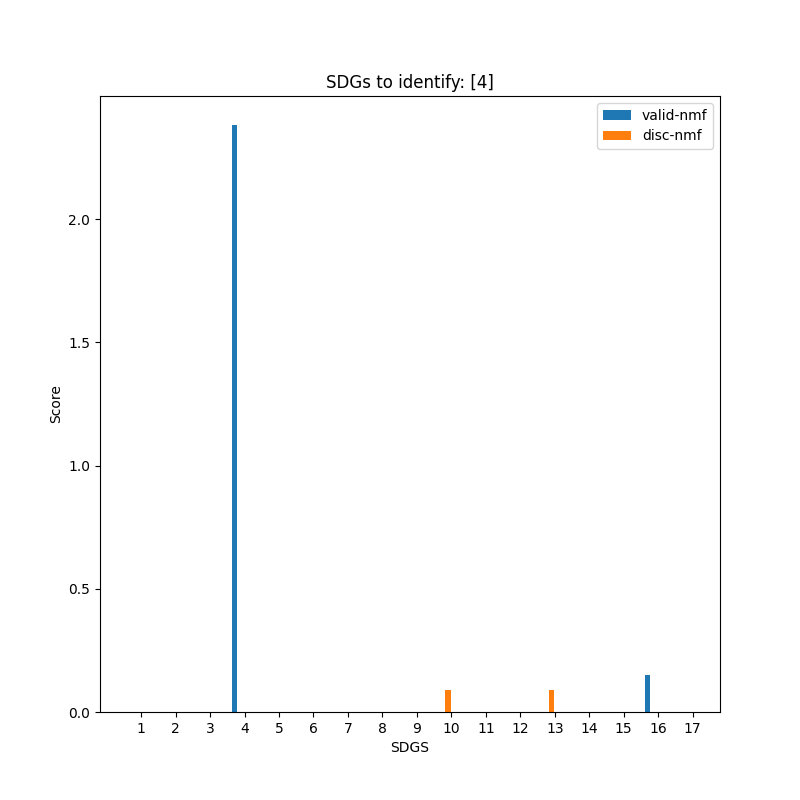 SDGs to identify: [4]
valid-nmf
disc-nmf
Score
2.0
1.5
1.0
0.5
0.0
1 2 3 4 5 6 7 8 9 10 11 12 13 14 15 16 17
SDGS